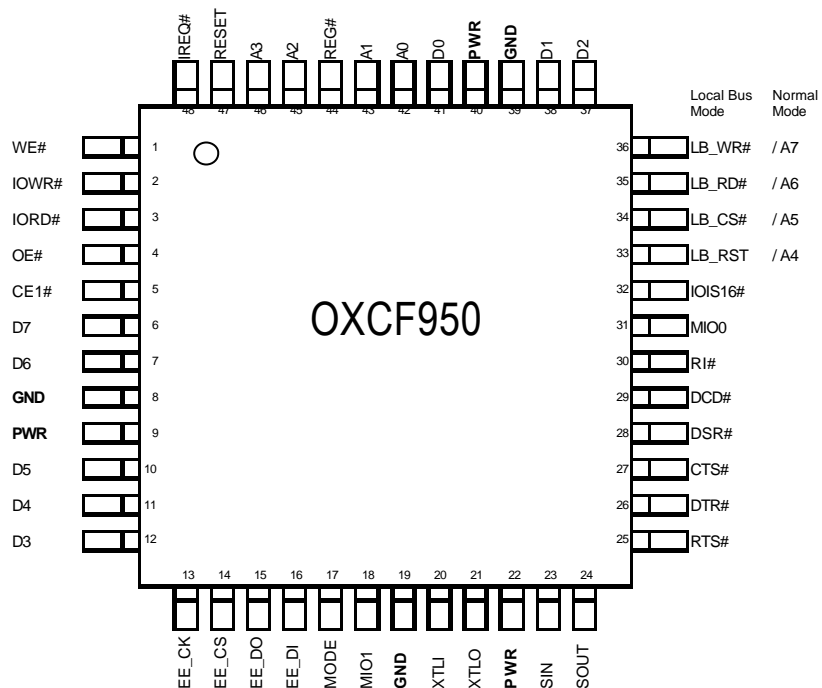 IREQ#
RESET
A3
A2
REG#
A1
A0
D0
PWR
GND
D1
D2
48
47
46
45
44
43
42
41
40
39
38
37
Local Bus Mode
Normal Mode
WE# 1
IOWR# 2
IORD# 3
OE# 4
CE1# 5
D7 6
D6 7
GND 8
PWR 9
D5 10
D4 11
D3 12
OXCF950
36 LB_WR# / A7
35 LB_RD# / A6
34 LB_CS# / A5
33 LB_RST / A4
32 IOIS16#
31 MIO0
30 RI#
29 DCD#
28 DSR#
27 CTS#
26 DTR#
25 RTS#
13
14
15
16
17
18
19
20
21
22
23
24
EE_CK
EE_CS
EE_DO
EE_DI
MODE
MIO1
GND
XTLI
XTLO
PWR
SIN
SOUT